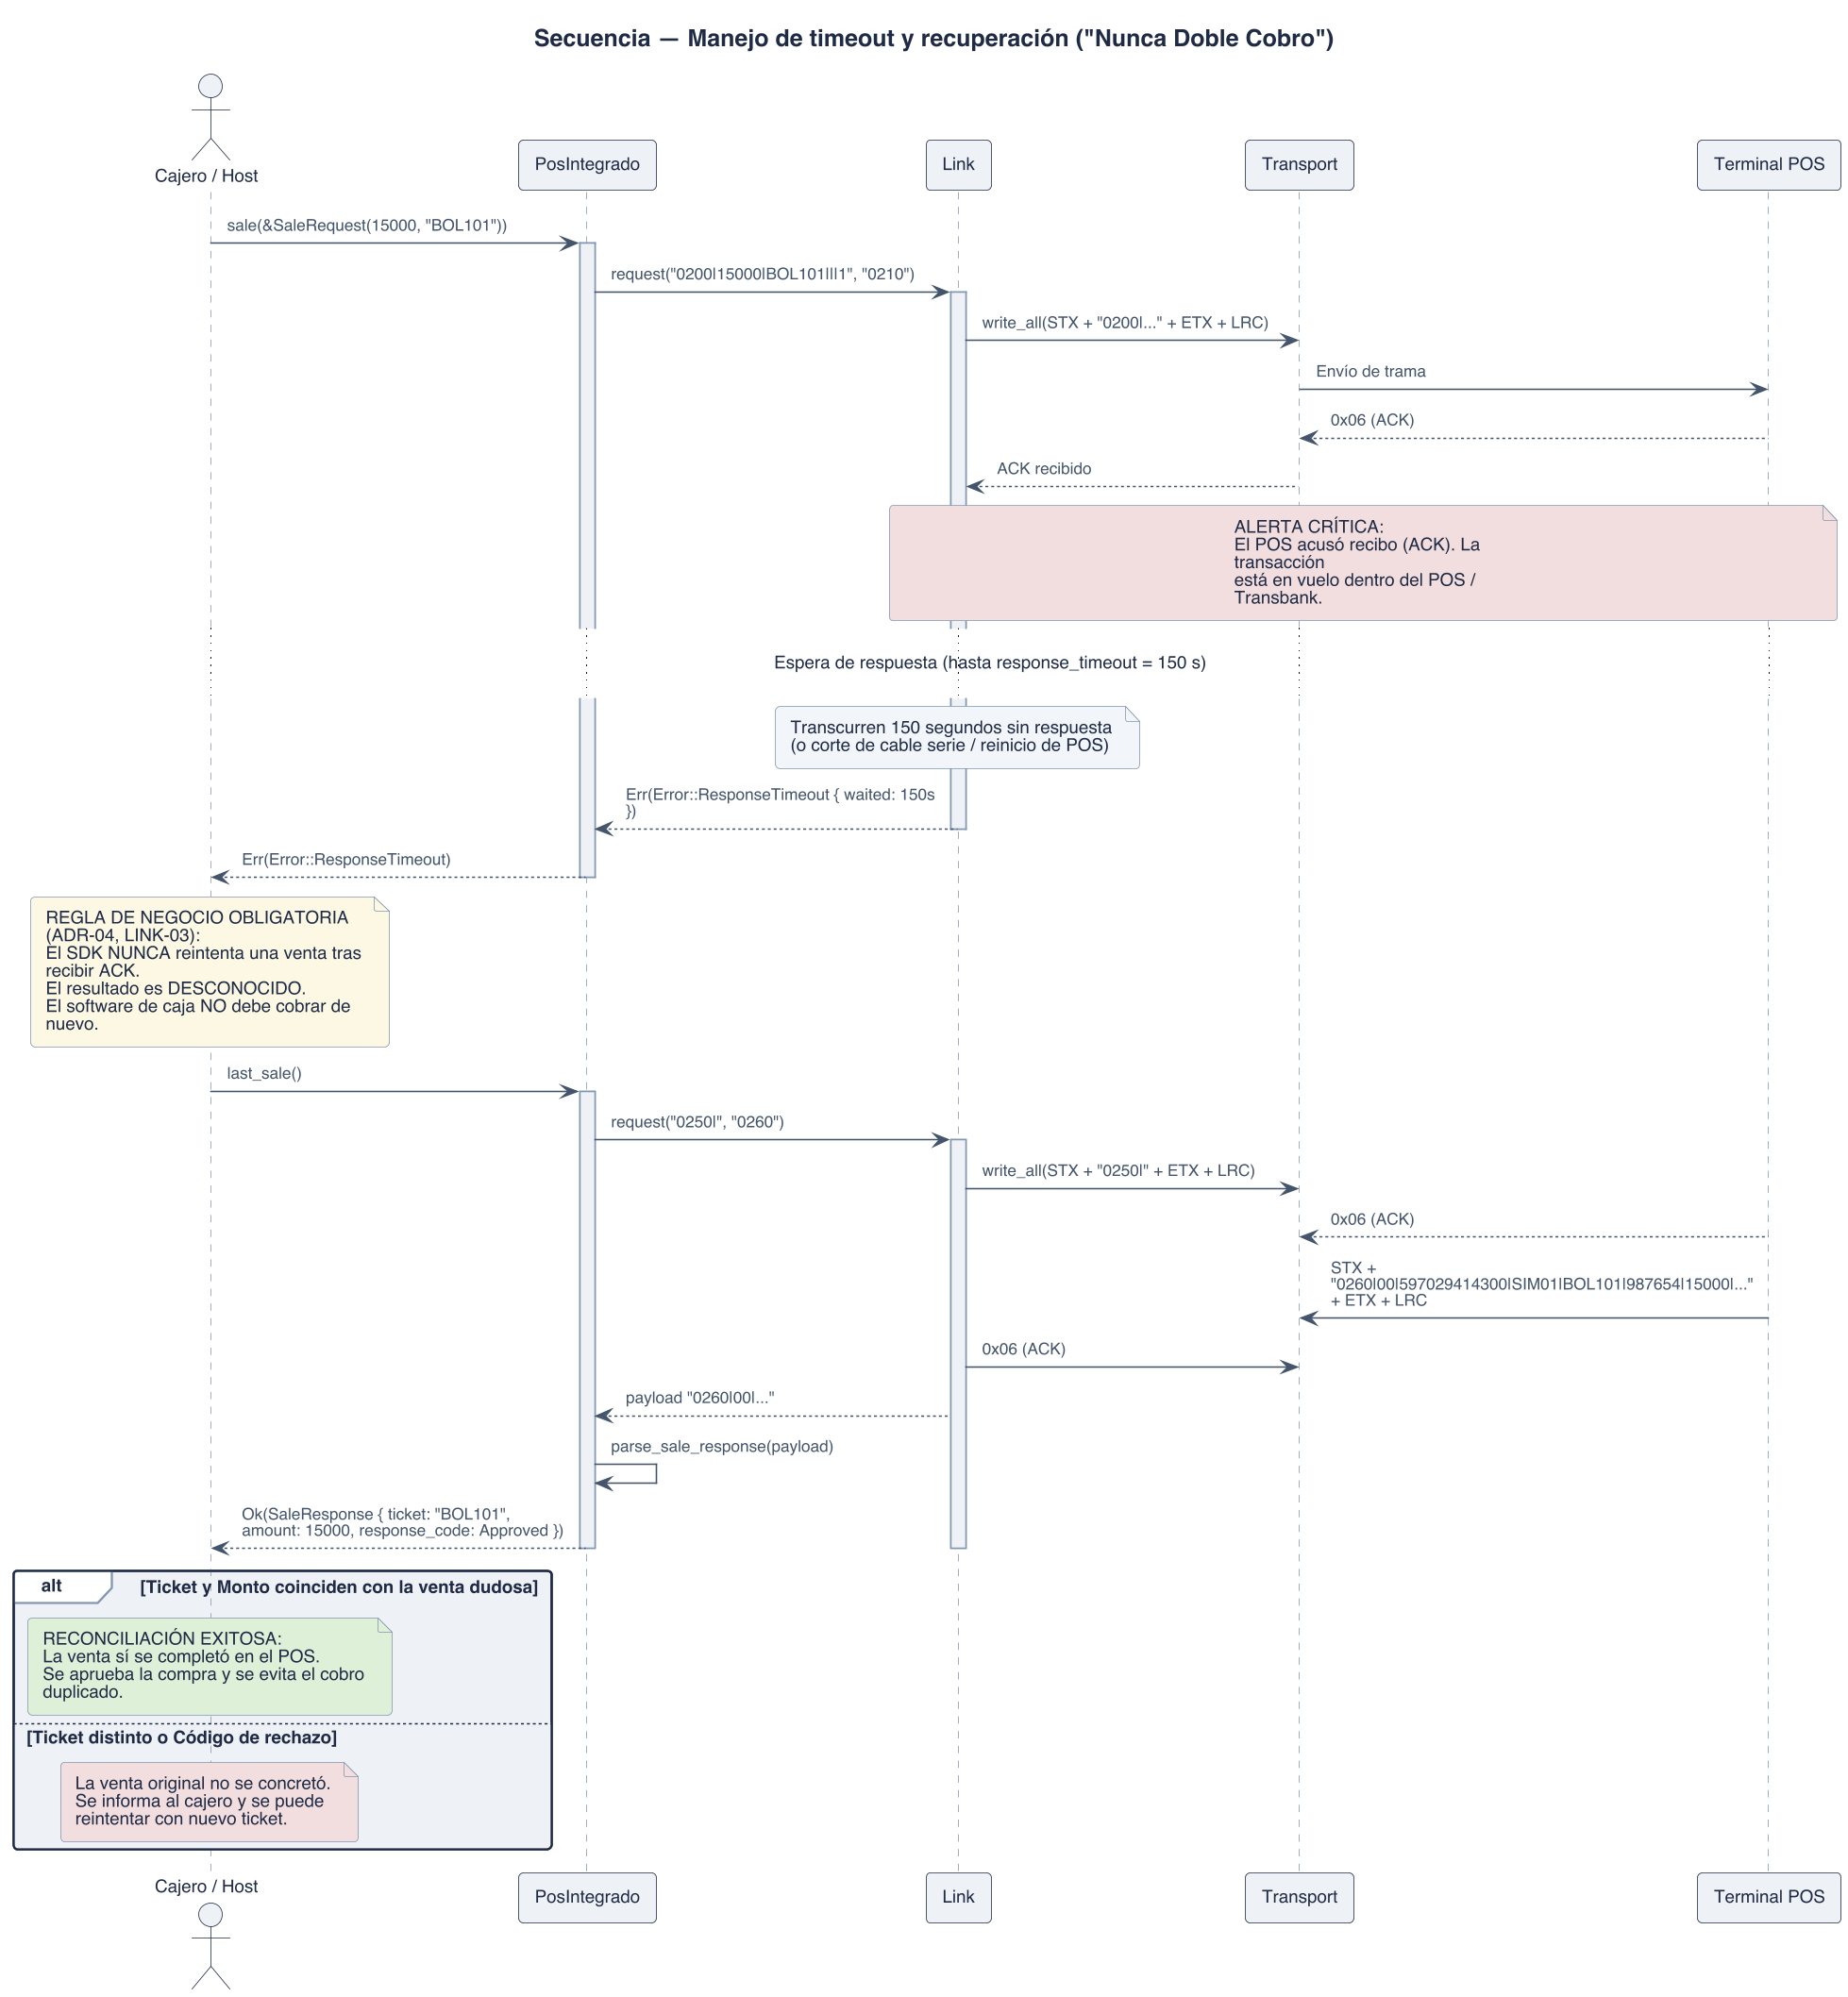 Secuencia — Manejo de timeout y recuperación ("Nunca Doble Cobro")
Cajero / Host
PosIntegrado
Link
Transport
Terminal POS
sale(&SaleRequest(15000, "BOL101"))
request("0200|15000|BOL101|||1", "0210")
write_all(STX + "0200|..." + ETX + LRC)
Envío de trama
0x06 (ACK)
ACK recibido
ALERTA CRÍTICA:
El POS acusó recibo (ACK). La
transacción
está en vuelo dentro del POS /
Transbank.
Espera de respuesta (hasta response_timeout = 150 s)
Transcurren 150 segundos sin respuesta
(o corte de cable serie / reinicio de POS)
Err(Error::ResponseTimeout { waited: 150s
})
Err(Error::ResponseTimeout)
REGLA DE NEGOCIO OBLIGATORIA
(ADR-04, LINK-03):
El SDK NUNCA reintenta una venta tras
recibir ACK.
El resultado es DESCONOCIDO.
El software de caja NO debe cobrar de
nuevo.
last_sale()
request("0250|", "0260")
write_all(STX + "0250|" + ETX + LRC)
0x06 (ACK)
STX +
"0260|00|597029414300|SIM01|BOL101|987654|15000|..."
+ ETX + LRC
0x06 (ACK)
payload "0260|00|..."
parse_sale_response(payload)
Ok(SaleResponse { ticket: "BOL101",
amount: 15000, response_code: Approved })
alt
[Ticket y Monto coinciden con la venta dudosa]
RECONCILIACIÓN EXITOSA:
La venta sí se completó en el POS.
Se aprueba la compra y se evita el cobro
duplicado.
[Ticket distinto o Código de rechazo]
La venta original no se concretó.
Se informa al cajero y se puede
reintentar con nuevo ticket.
Cajero / Host
PosIntegrado
Link
Transport
Terminal POS